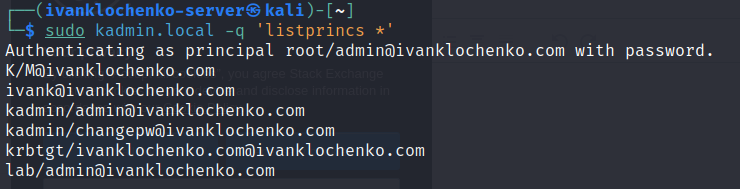 ┌──(ivanklochenko-server㉿kali)-[~]
└─$ sudo kadmin.local -q 'listprincs *'
Authenticating as principal root/admin@ivanklochenko.com with password.
K/M@ivanklochenko.com
ivank@ivanklochenko.com
kadmin/admin@ivanklochenko.com
kadmin/changepw@ivanklochenko.com
krbtgt/ivanklochenko.com@ivanklochenko.com
lab/admin@ivanklochenko.com